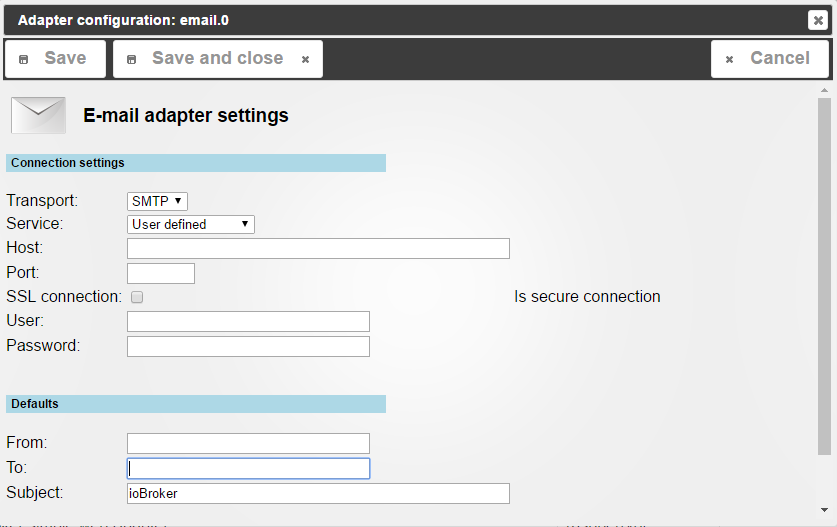 Adapter configuration: email.0
Save Save and close Cancel
E-mail adapter settings
Connection settings
Transport: SMTP
Service: User defined
Host:
Port:
SSL connection: Is secure connection
User:
Password:
Defaults
From:
To:
Subject: ioBroker